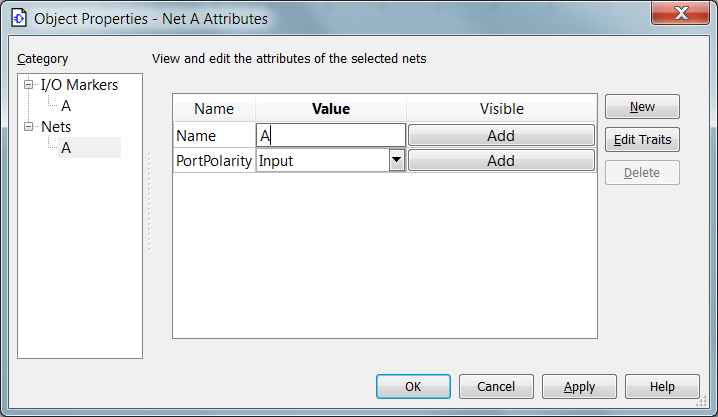 Object Properties - Net A Attributes
Category
View and edit the attributes of the selected nets
I/O Markers
A
Nets
A
Name Value Visible
Name A Add
PortPolarity Input Add
New
Edit Traits
Delete
OK Cancel Apply Help